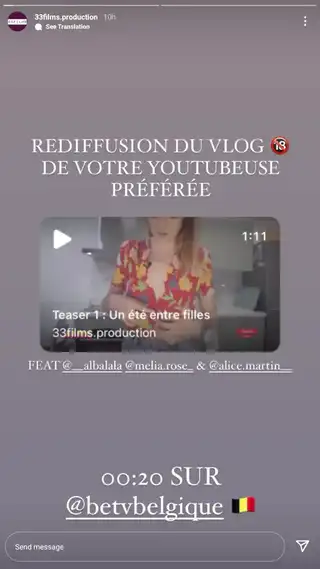 33films.production 10h
See Translation
REDIFFUSION DU VLOG 🔞
DE VOTRE YOUTUBEUSE
PRÉFÉRÉE
1:11
Teaser 1 : Un été entre filles
33films.production
FEAT @__albalala @melia.rose_ & @alice.martin__
00:20 SUR
@betvbelgique 🇧🇪
Send message